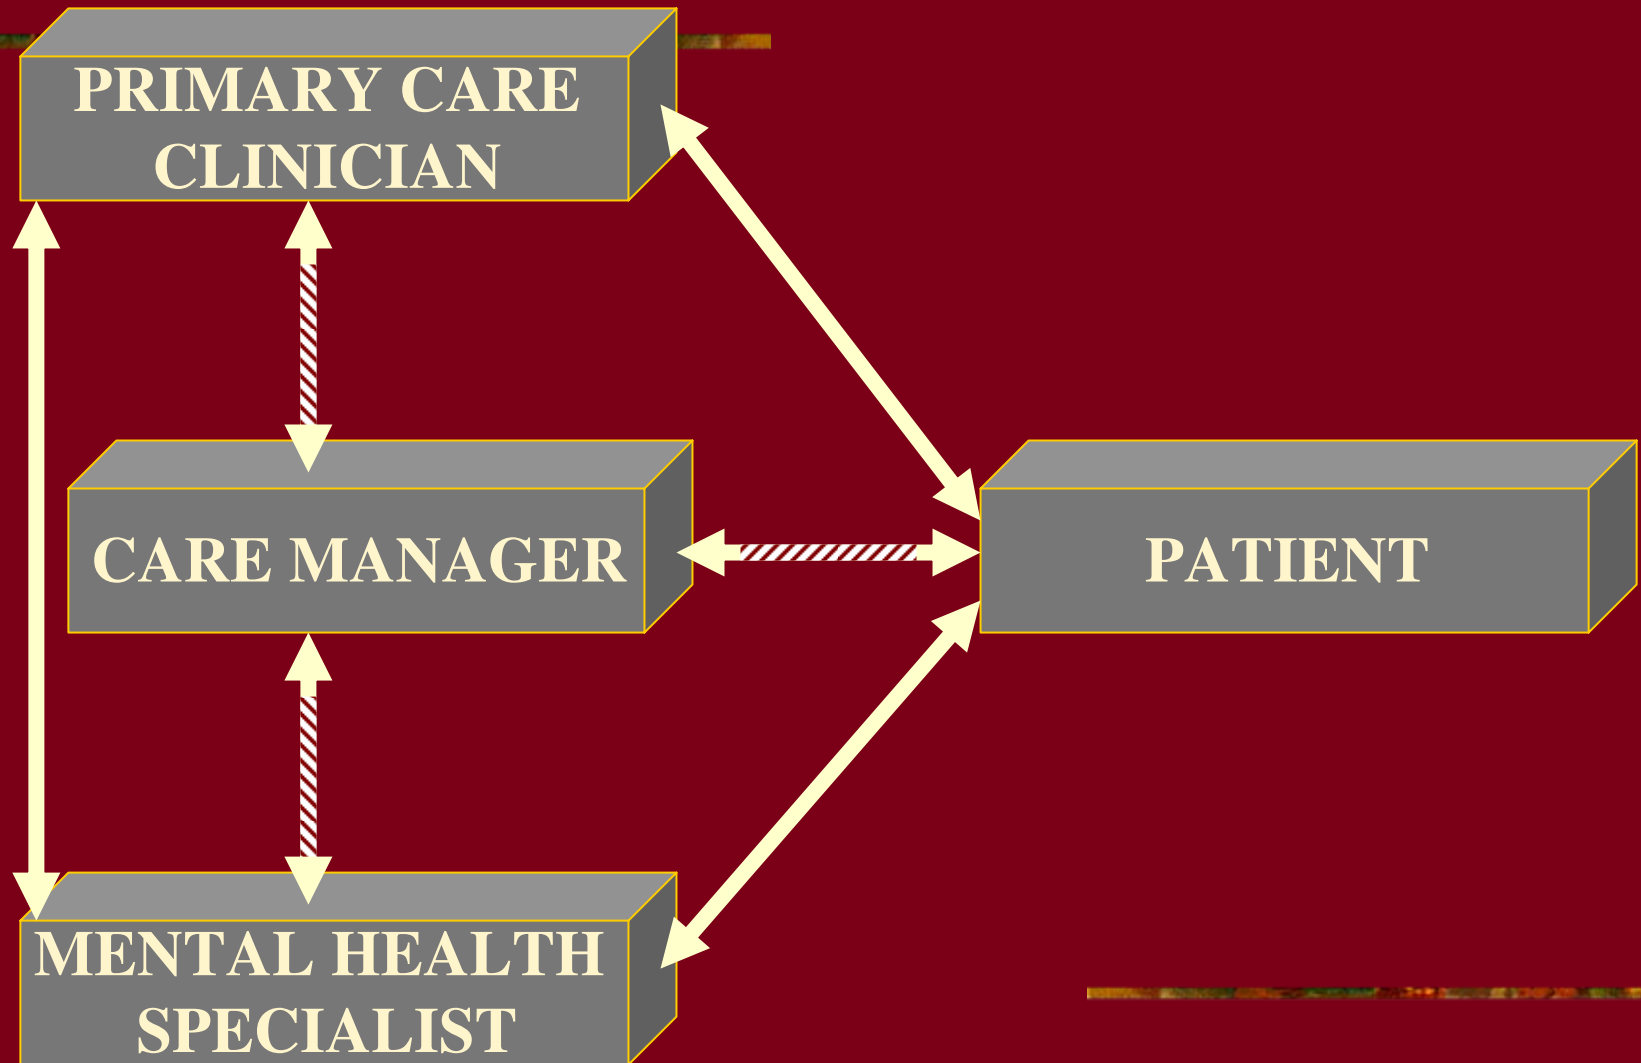 PRIMARY CARE
CLINICIAN
CARE MANAGER
PATIENT
MENTAL HEALTH
SPECIALIST